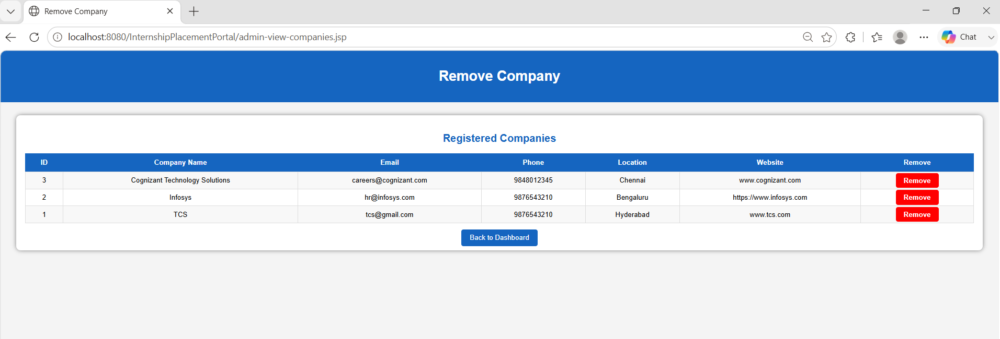 Remove Company
localhost:8080/InternshipPlacementPortal/admin-view-companies.jsp
Chat
Remove Company
Registered Companies
ID Company Name Email Phone Location Website Remove
3 Cognizant Technology Solutions careers@cognizant.com 9848012345 Chennai www.cognizant.com Remove
2 Infosys hr@infosys.com 9876543210 Bengaluru https://www.infosys.com Remove
1 TCS tcs@gmail.com 9876543210 Hyderabad www.tcs.com Remove
Back to Dashboard